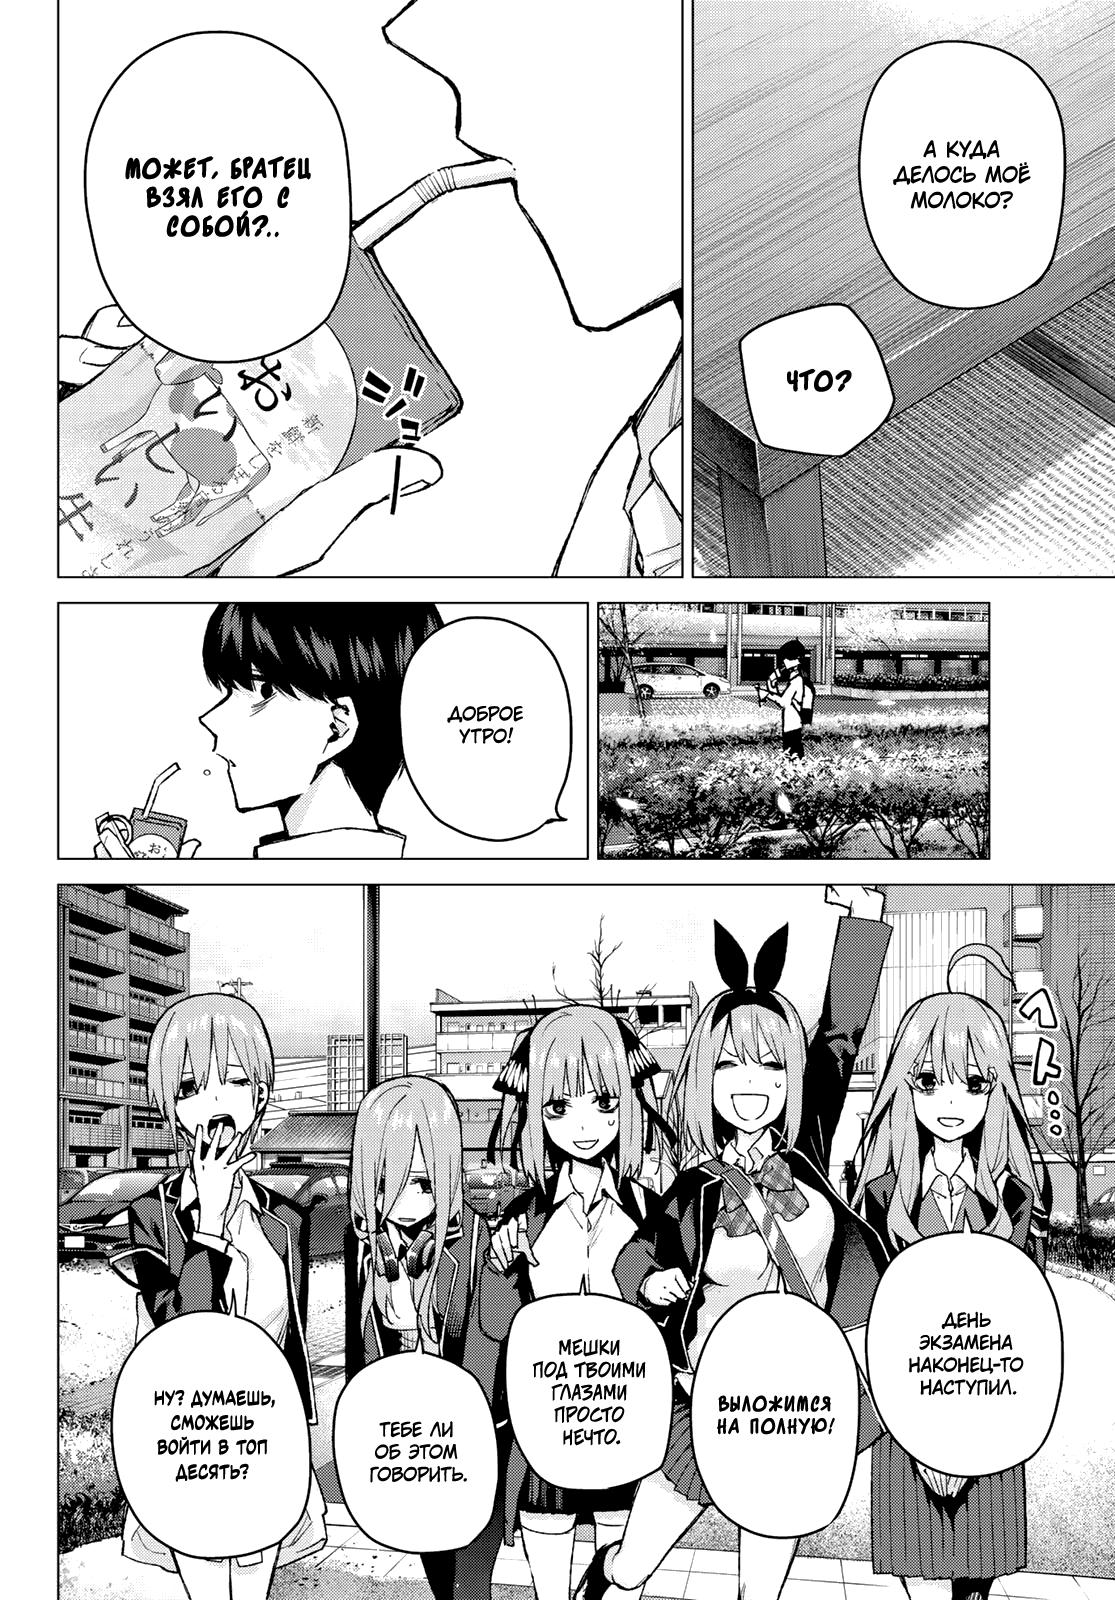 А КУДА
ДЕЛОСЬ МОЁ
МОЛОКО?
ЧТО?
МОЖЕТ, БРАТЕЦ
ВЗЯЛ ЕГО С
СОБОЙ?..
ДОБРОЕ
УТРО!
ДЕНЬ
ЭКЗАМЕНА
НАКОНЕЦ-ТО
НАСТУПИЛ.
ВЫЛОЖИМСЯ
НА ПОЛНУЮ!
МЕШКИ
ПОД ТВОИМИ
ГЛАЗАМИ
ПРОСТО
НЕЧТО.
ТЕБЕ ЛИ
ОБ ЭТОМ
ГОВОРИТЬ.
НУ? ДУМАЕШЬ,
СМОЖЕШЬ
ВОЙТИ В ТОП
ДЕСЯТЬ?